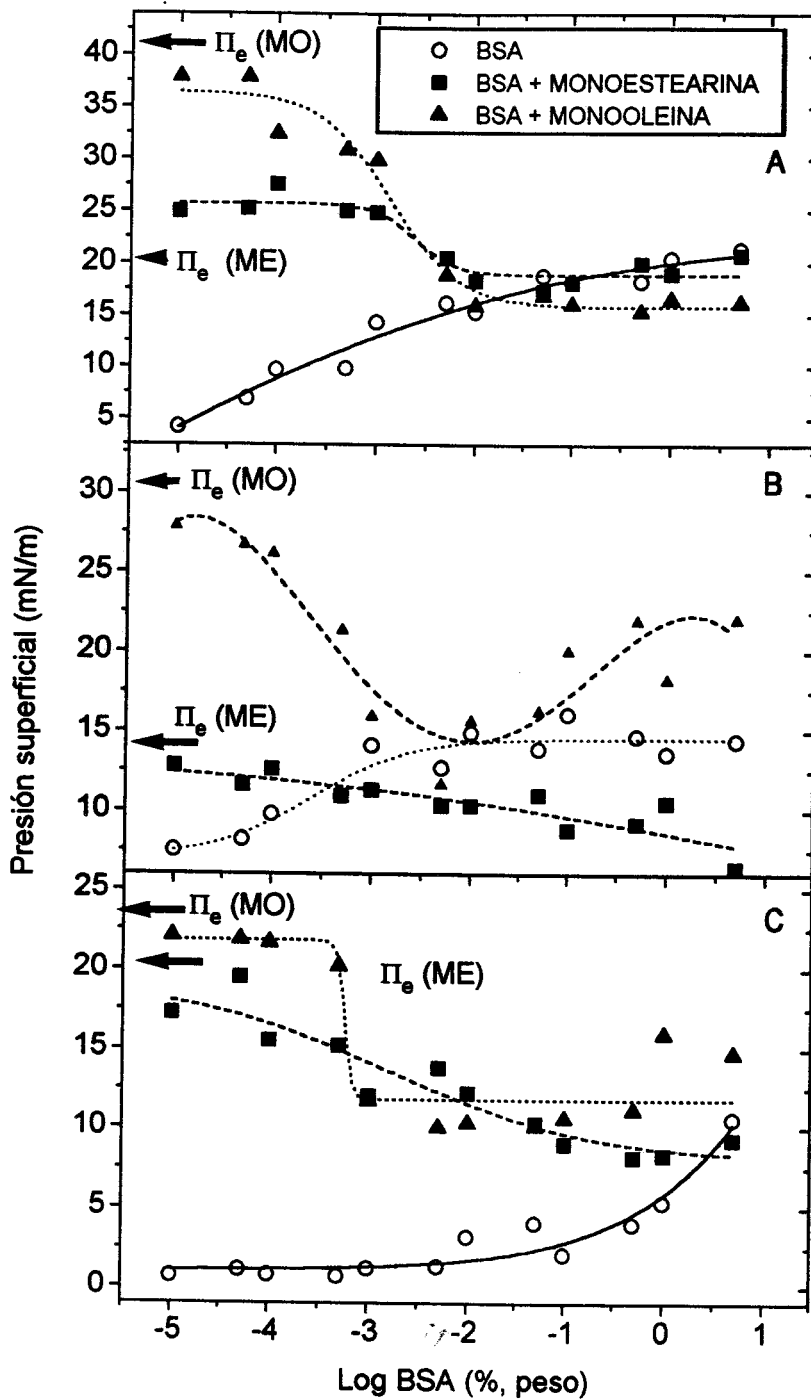 Πe (MO)
BSA
BSA + MONOESTEARINA
BSA + MONOOLEINA
A
Πe (ME)
40
35
30
25
20
15
10
5
Πe (MO)
B
Πe (ME)
30
25
20
15
10
Presión superficial (mN/m)
Πe (MO)
C
Πe (ME)
25
20
15
10
5
0
-5 -4 -3 -2 -1 0 1
Log BSA (%, peso)